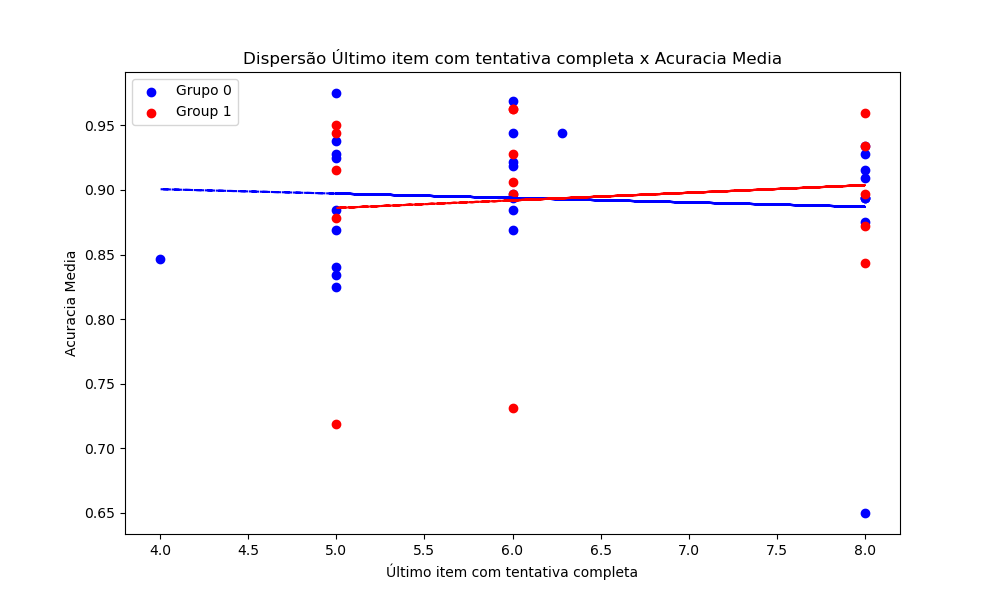 Dispersão Último item com tentativa completa x Acuracia Media
Grupo 0
Group 1
Acuracia Media
0.95
0.90
0.85
0.80
0.75
0.70
0.65
4.0 4.5 5.0 5.5 6.0 6.5 7.0 7.5 8.0
Último item com tentativa completa